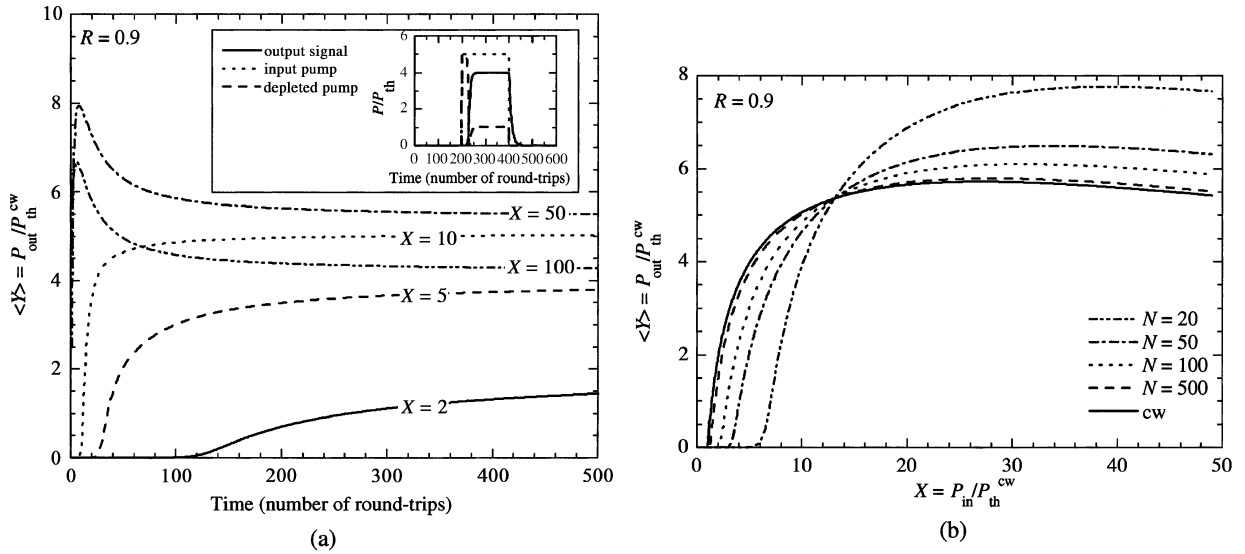 10
8
6
4
2
0
<Y> = P_out/P_th^cw
R = 0.9
output signal
input pump
depleted pump
6
4
2
0
P/P_th
0 100 200 300 400 500 600
Time (number of round-trips)
X = 50
X = 10
X = 100
X = 5
X = 2
0 100 200 300 400 500
Time (number of round-trips)
(a)
8
6
4
2
0
<Y> = P_out/P_th^cw
R = 0.9
N = 20
N = 50
N = 100
N = 500
cw
0 10 20 30 40 50
X = P_in/P_th^cw
(b)